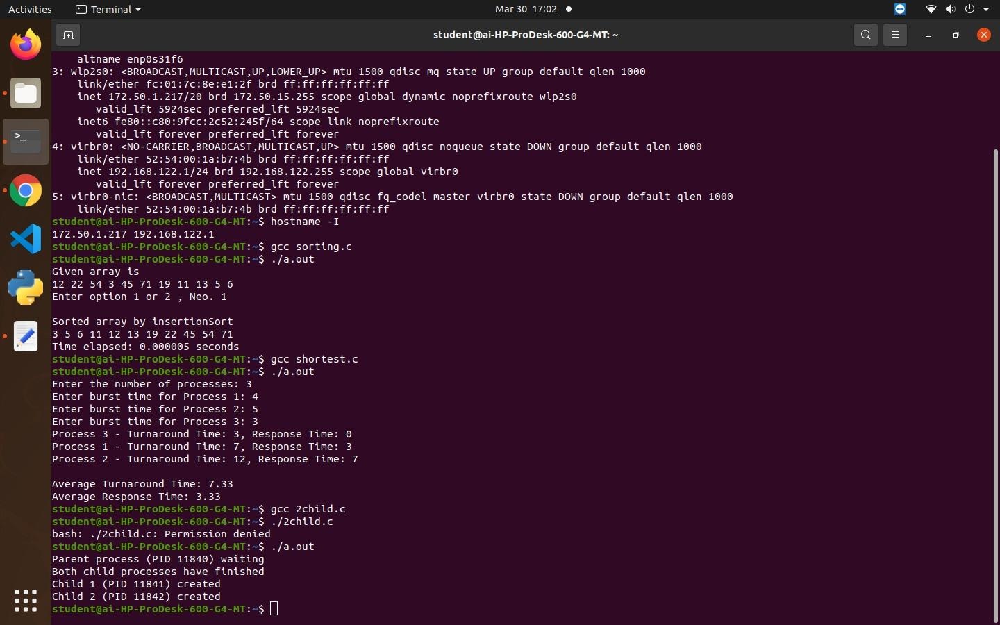 Activities
Terminal
Mar 30 17:02
student@ai-HP-ProDesk-600-G4-MT: ~
altname enp0s31f6
3: wlp2s0: <BROADCAST,MULTICAST,UP,LOWER_UP> mtu 1500 qdisc mq state UP group default qlen 1000
link/ether fc:01:7c:8e:e1:2f brd ff:ff:ff:ff:ff:ff
inet 172.50.1.217/20 brd 172.50.15.255 scope global dynamic noprefixroute wlp2s0
valid_lft 5924sec preferred_lft 5924sec
inet6 fe80::c80:9fcc:2c52:245f/64 scope link noprefixroute
valid_lft forever preferred_lft forever
4: virbr0: <NO-CARRIER,BROADCAST,MULTICAST,UP> mtu 1500 qdisc noqueue state DOWN group default qlen 1000
link/ether 52:54:00:1a:b7:4b brd ff:ff:ff:ff:ff:ff
inet 192.168.122.1/24 brd 192.168.122.255 scope global virbr0
valid_lft forever preferred_lft forever
5: virbr0-nic: <BROADCAST,MULTICAST> mtu 1500 qdisc fq_codel master virbr0 state DOWN group default qlen 1000
link/ether 52:54:00:1a:b7:4b brd ff:ff:ff:ff:ff:ff
student@ai-HP-ProDesk-600-G4-MT:~$ hostname -I
172.50.1.217 192.168.122.1
student@ai-HP-ProDesk-600-G4-MT:~$ gcc sorting.c
student@ai-HP-ProDesk-600-G4-MT:~$ ./a.out
Given array is
12 22 54 3 45 71 19 11 13 5 6
Enter option 1 or 2 , Neo. 1
Sorted array by insertionSort
3 5 6 11 12 13 19 22 45 54 71
Time elapsed: 0.000005 seconds
student@ai-HP-ProDesk-600-G4-MT:~$ gcc shortest.c
student@ai-HP-ProDesk-600-G4-MT:~$ ./a.out
Enter the number of processes: 3
Enter burst time for Process 1: 4
Enter burst time for Process 2: 5
Enter burst time for Process 3: 3
Process 3 - Turnaround Time: 3, Response Time: 0
Process 1 - Turnaround Time: 7, Response Time: 3
Process 2 - Turnaround Time: 12, Response Time: 7
Average Turnaround Time: 7.33
Average Response Time: 3.33
student@ai-HP-ProDesk-600-G4-MT:~$ gcc 2child.c
student@ai-HP-ProDesk-600-G4-MT:~$ ./2child.c
bash: ./2child.c: Permission denied
student@ai-HP-ProDesk-600-G4-MT:~$ ./a.out
Parent process (PID 11840) waiting
Both child processes have finished
Child 1 (PID 11841) created
Child 2 (PID 11842) created
student@ai-HP-ProDesk-600-G4-MT:~$